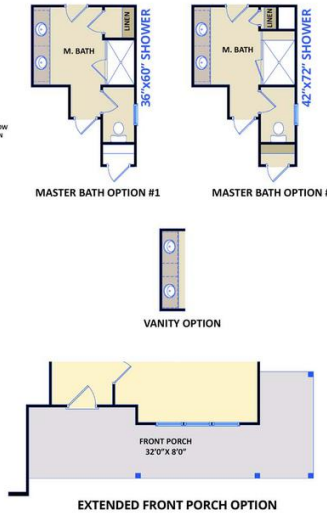 LINEN
M. BATH
36"x60" SHOWER
MASTER BATH OPTION #1
LINEN
M. BATH
42"x72" SHOWER
MASTER BATH OPTION #
VANITY OPTION
FRONT PORCH
32'0"X 8'0"
EXTENDED FRONT PORCH OPTION